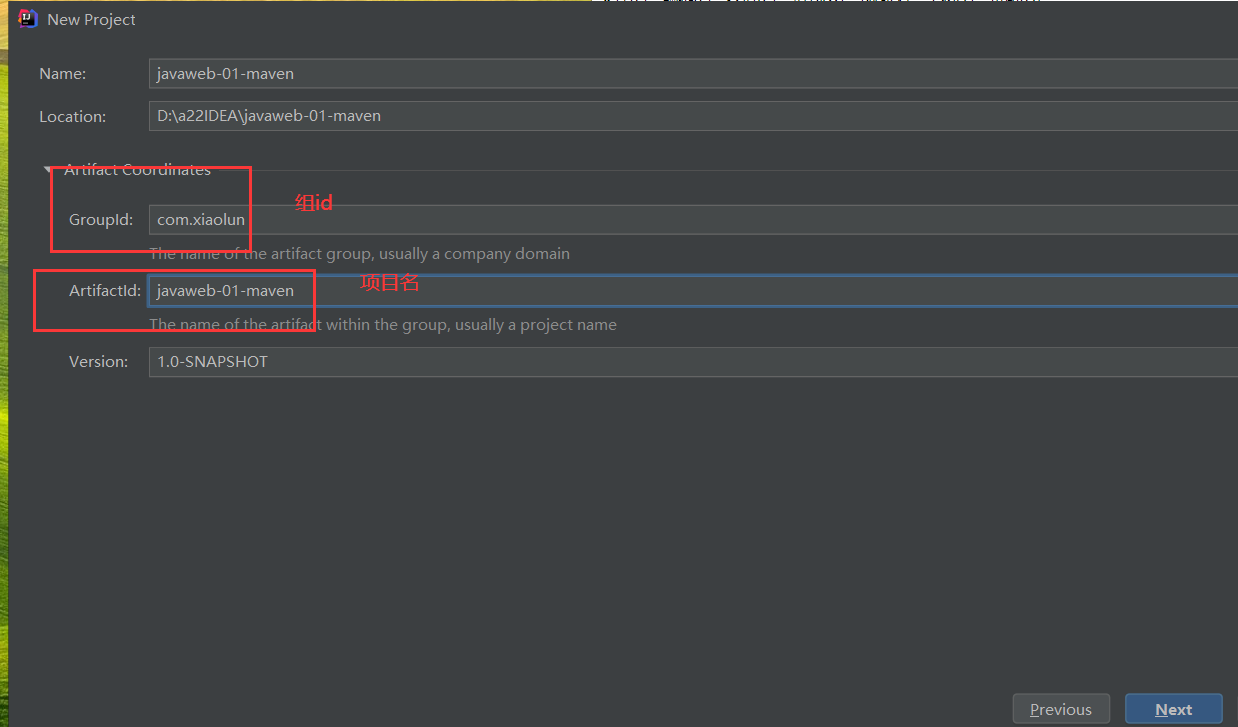 New Project
Name: javaweb-01-maven
Location: D:\a22IDEA\javaweb-01-maven
Artifact Coordinates
组id
GroupId: com.xiaolun
The name of the artifact group, usually a company domain
项目名
ArtifactId: javaweb-01-maven
The name of the artifact within the group, usually a project name
Version: 1.0-SNAPSHOT
Previous Next